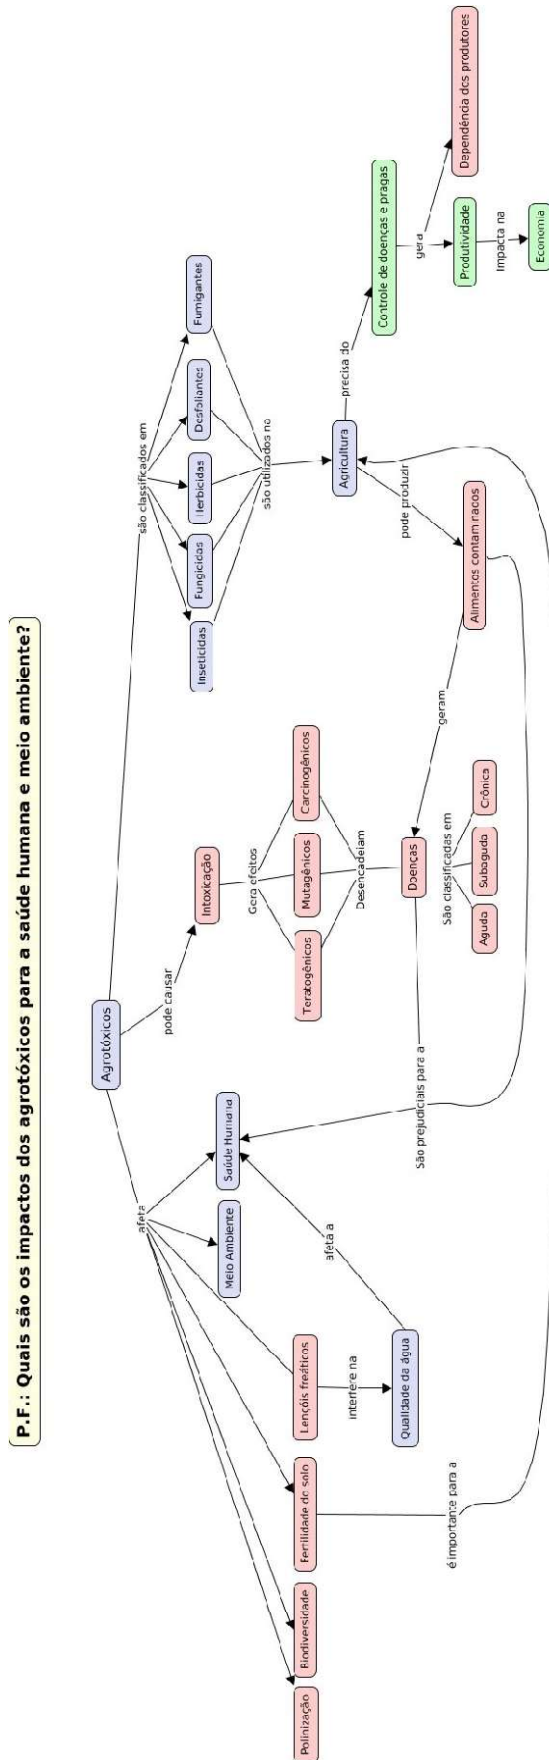 P.F.: Quais são os impactos dos agrotóxicos para a saúde humana e meio ambiente?
Agrotóxicos
afeta
pode causar
são classificados em
Saúde Humana
Meio Ambiente
Intoxicação
Inseticidas
Fungicidas
Herbicidas
Desfoliantes
Fumigantes
Gera efeitos
são utilizados na
Polinização
Biodiversidade
Fertilidade do solo
Lençóis freáticos
Teratogênicos
Mutagênicos
Carcinogênicos
Agricultura
interfere na
afeta a
Desencadeiam
precisa do
Qualidade da água
Doenças
pode produzir
Controle de doenças e pragas
geram
gera
São prejudiciais para a
São classificadas em
é importante para a
Aguda
Subaguda
Crônica
Alimentos contaminados
Produtividade
Dependência dos produtores
Impacta na
Economia